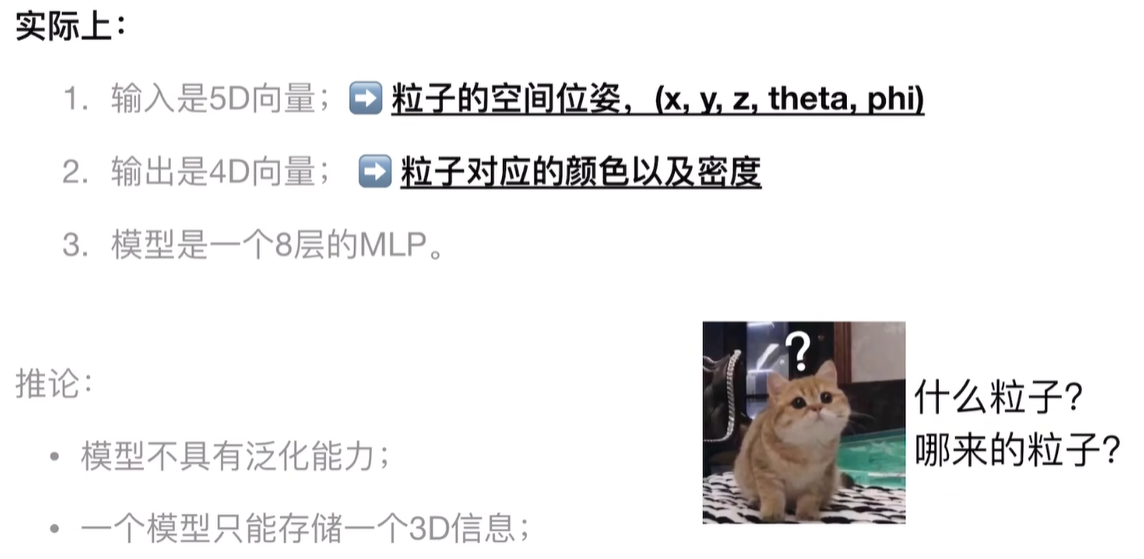 实际上：
1. 输入是5D向量；➡️ 粒子的空间位姿，(x, y, z, theta, phi)
2. 输出是4D向量；➡️ 粒子对应的颜色以及密度
3. 模型是一个8层的MLP。
?
什么粒子？
推论：
哪来的粒子？
• 模型不具有泛化能力；
• 一个模型只能存储一个3D信息；